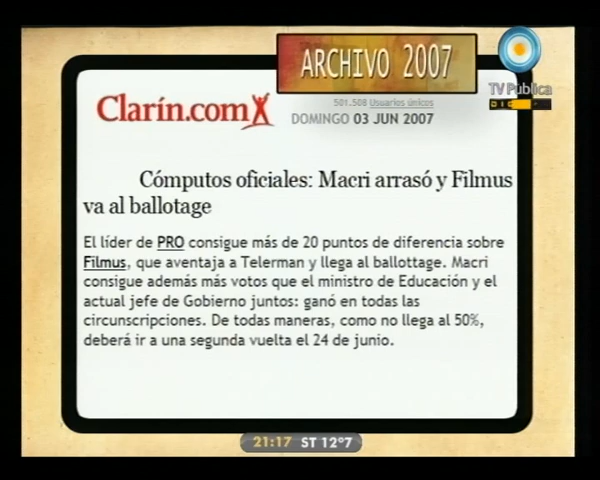 ARCHIVO 2007
TV Pública
Clarín.com
501.508 Usuarios únicos
DOMINGO 03 JUN 2007
Cómputos oficiales: Macri arrasó y Filmus
va al ballotage
El líder de PRO consigue más de 20 puntos de diferencia sobre
Filmus, que aventaja a Telerman y llega al ballottage. Macri
consigue además más votos que el ministro de Educación y el
actual jefe de Gobierno juntos: ganó en todas las
circunscripciones. De todas maneras, como no llega al 50%,
deberá ir a una segunda vuelta el 24 de junio.
21:17 ST 12º7